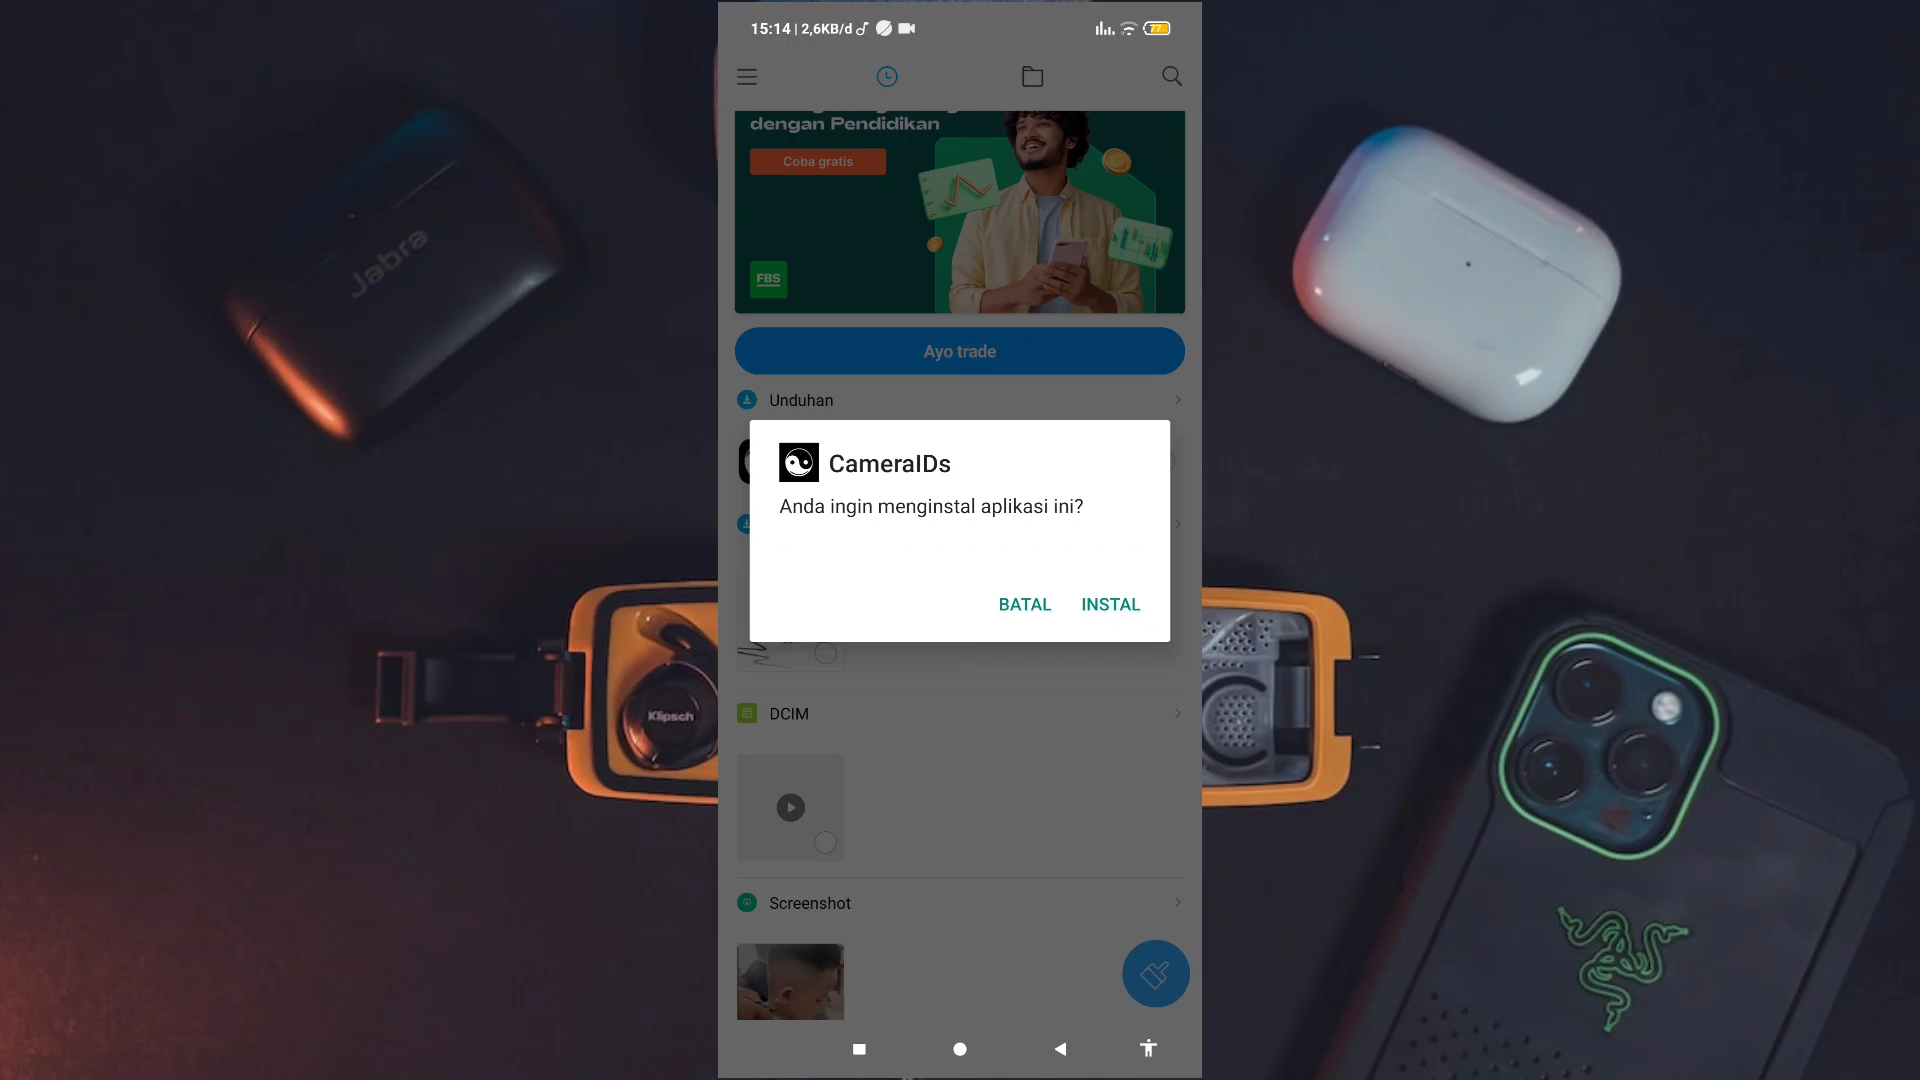 15:14 | 2,6KB/d
77
dengan Pendidikan
Coba gratis
FBS
Ayo trade
Unduhan
CameraIDs
Anda ingin menginstal aplikasi ini?
BATAL INSTAL
DCIM
Screenshot
Jabra
Klipsch